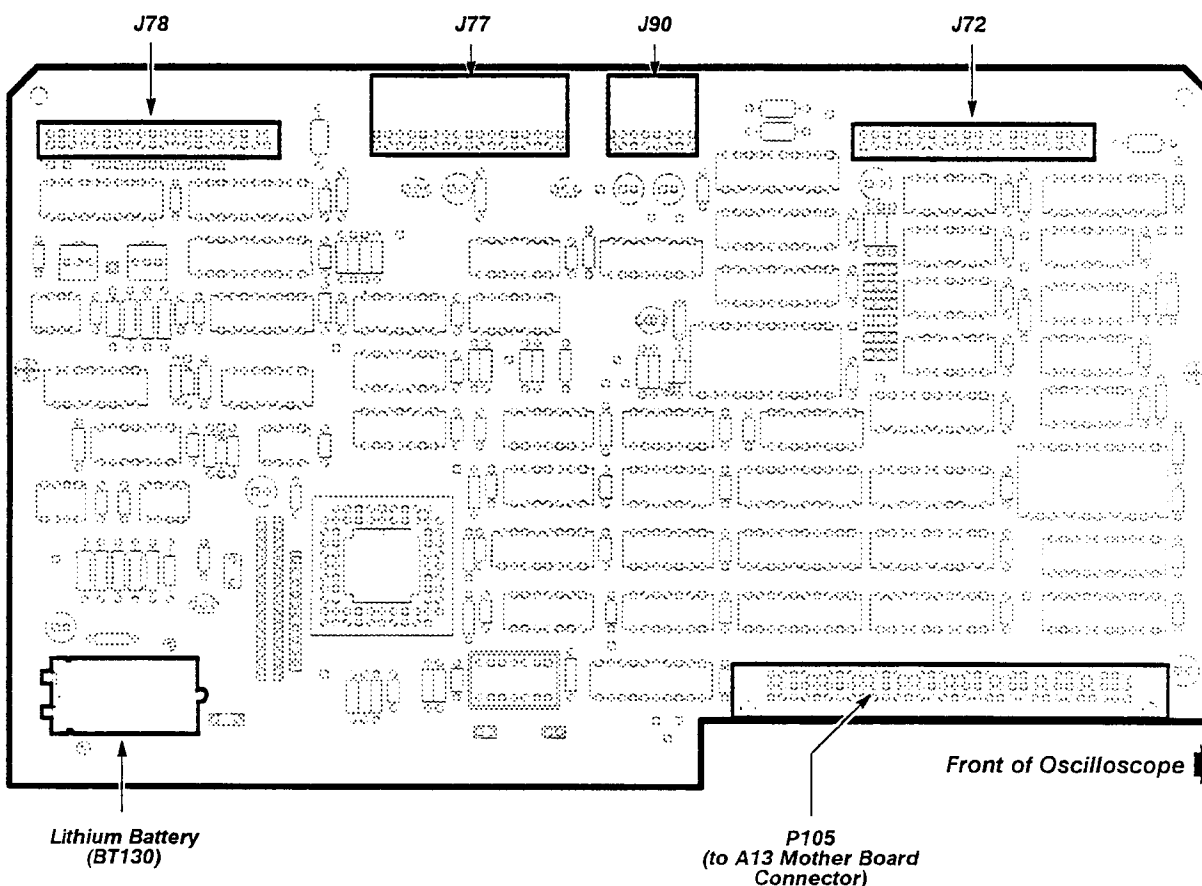 J78
J77
J90
J72
Front of Oscilloscope
Lithium Battery
(BT130)
P105
(to A13 Mother Board
Connector)